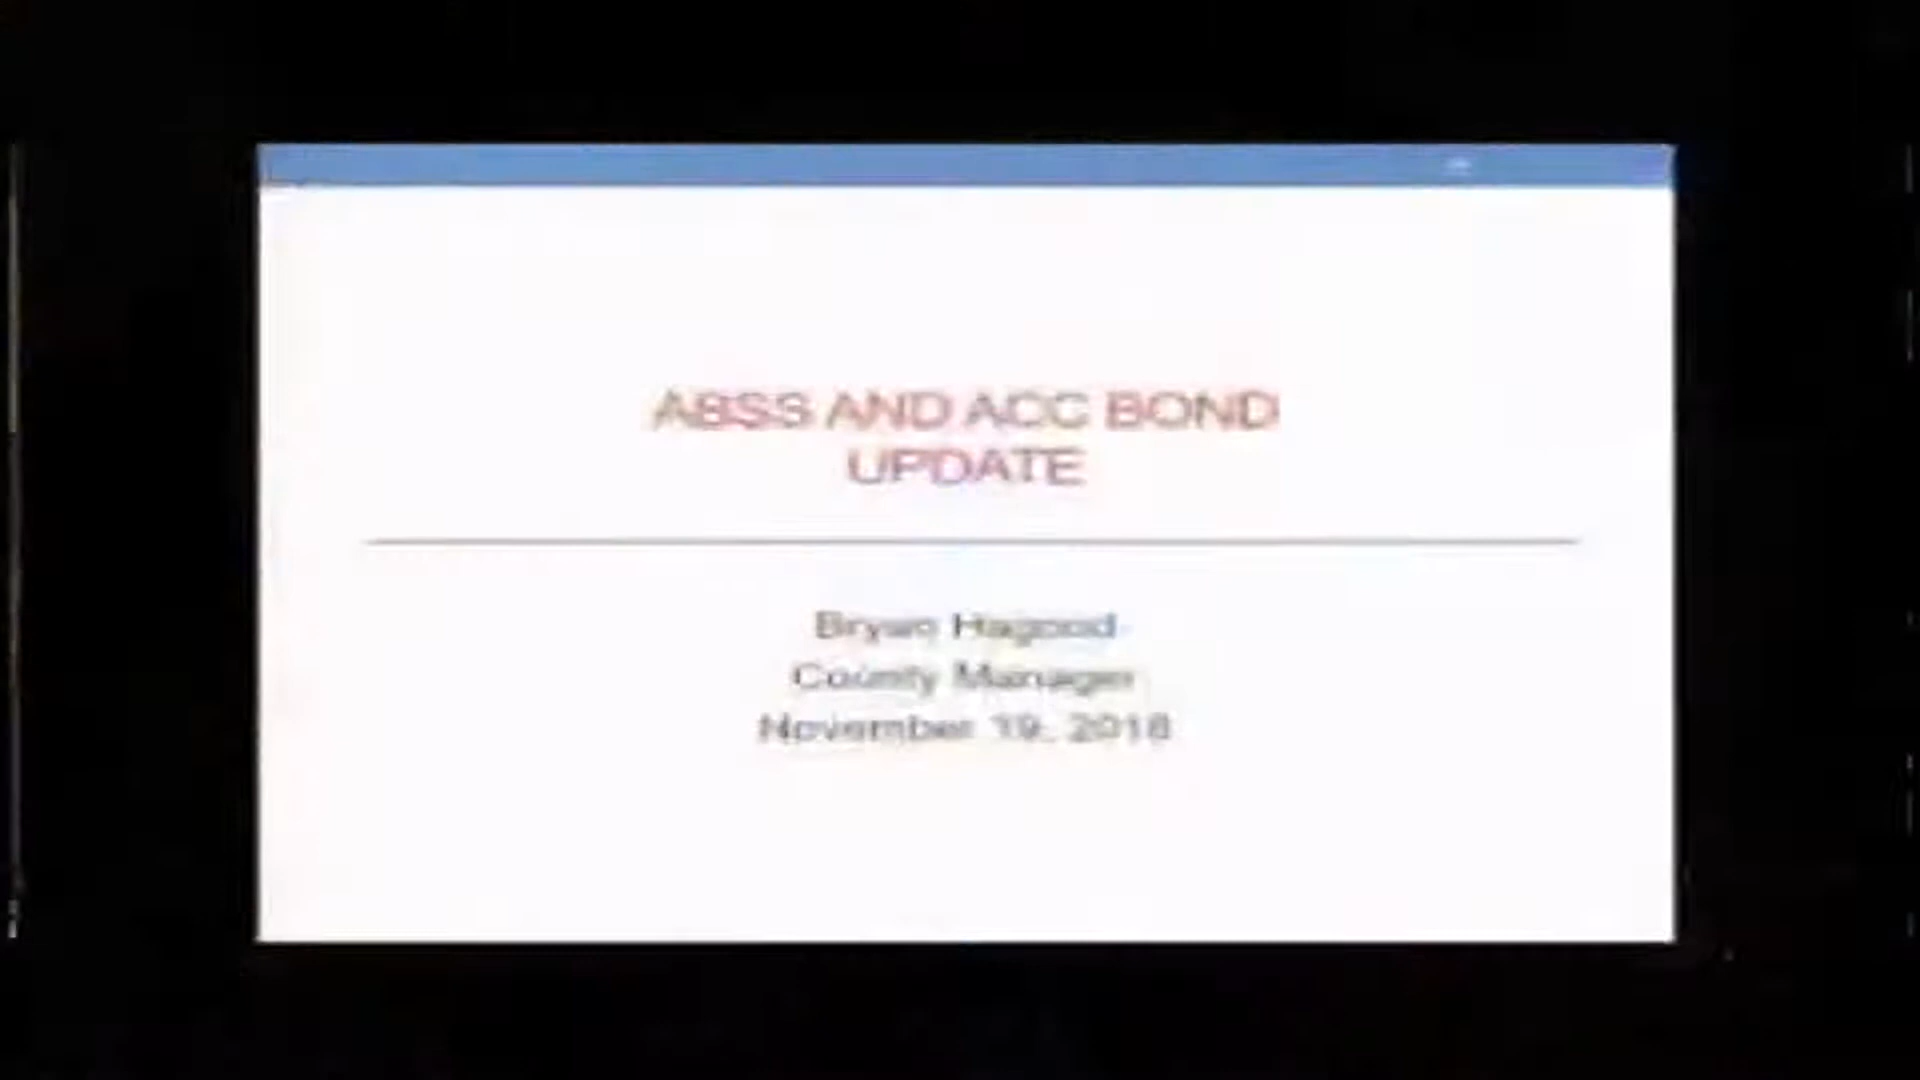 ABSS AND ACC BOND
UPDATE
Bryan Hagood
County Manager
November 19, 2018